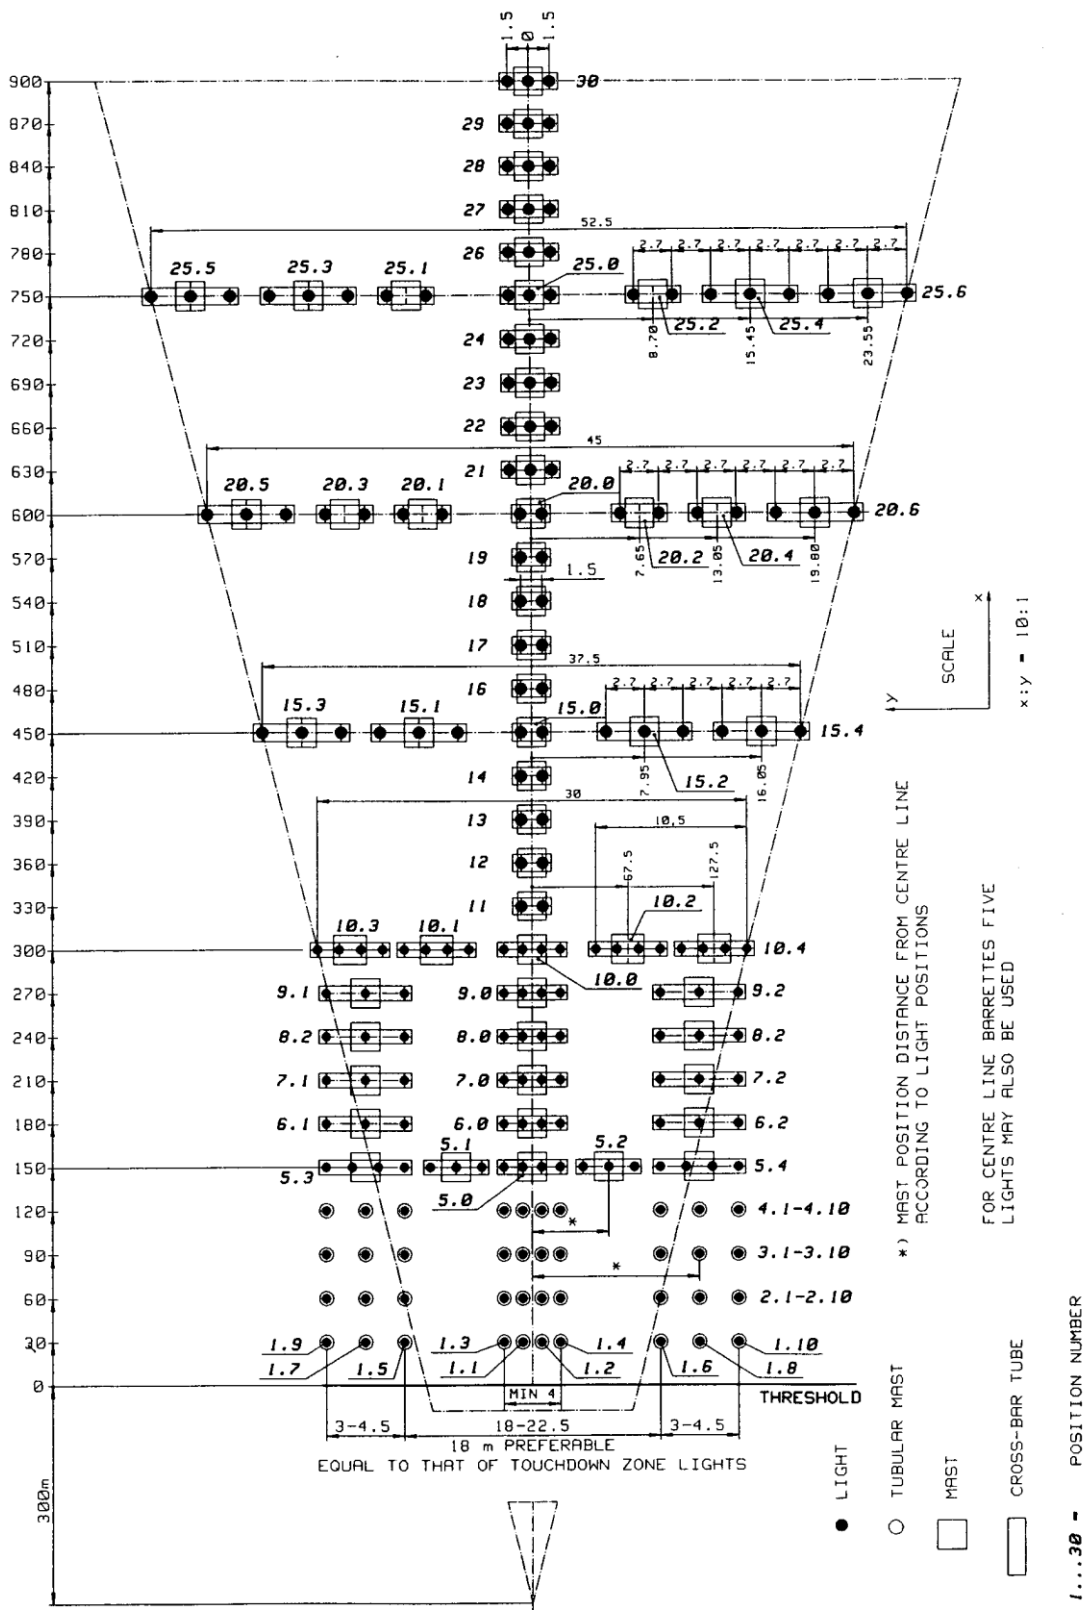 1.5 0 1.5
900 30
870 29
840 28
810 27
52.5
780 26 2.7 2.7 2.7 2.7 2.7 2.7 2.7
25.5 25.3 25.1 25.0
750 25.6
25.2 25.4
8.70 15.45 23.55
720 24
690 23
660 22
45
630 21 2.7 2.7 2.7 2.7 2.7 2.7
20.5 20.3 20.1 20.0
600 20.6
20.2 20.4
7.65 13.05 19.80
570 19
1.5
540 18
510 17
37.5
480 16 2.7 2.7 2.7 2.7 2.7
15.3 15.1 15.0
450 15.4
15.2
7.95 16.05
420 14
30
390 13 10.5
360 12 67.5 127.5
330 11
10.3 10.1 10.2
300 10.4
10.0
270 9.1 9.0 9.2
240 8.2 8.0 8.2
210 7.1 7.0 7.2
180 6.1 6.0 6.2
5.1 5.2
150 5.3 5.4
5.0
120 4.1-4.10
*
90 3.1-3.10
*
60 2.1-2.10
30
1.9 1.3 1.4 1.10
1.7 1.5 1.1 1.2 1.6 1.8
0
MIN 4 THRESHOLD
3-4.5 18-22.5 3-4.5
18 m PREFERABLE
EQUAL TO THAT OF TOUCHDOWN ZONE LIGHTS
300m
SCALE
x
y
x:y = 10:1
*) MAST POSITION DISTANCE FROM CENTRE LINE
ACCORDING TO LIGHT POSITIONS
FOR CENTRE LINE BARRETTES FIVE
LIGHTS MAY ALSO BE USED
LIGHT
TUBULAR MAST
MAST
CROSS-BAR TUBE
1...30 = POSITION NUMBER